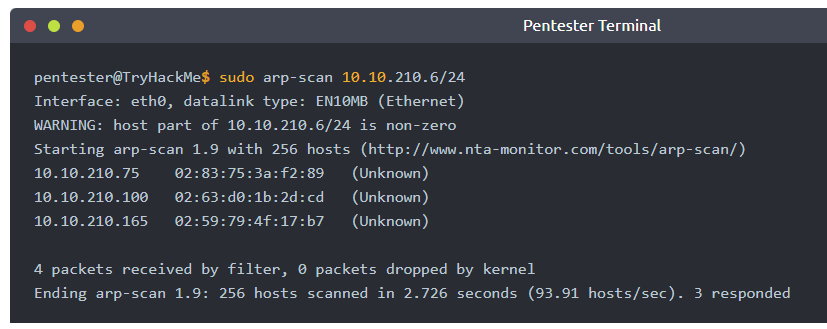 Pentester Terminal
pentester@TryHackMe$ sudo arp-scan 10.10.210.6/24
Interface: eth0, datalink type: EN10MB (Ethernet)
WARNING: host part of 10.10.210.6/24 is non-zero
Starting arp-scan 1.9 with 256 hosts (http://www.nta-monitor.com/tools/arp-scan/)
10.10.210.75    02:83:75:3a:f2:89   (Unknown)
10.10.210.100   02:63:d0:1b:2d:cd   (Unknown)
10.10.210.165   02:59:79:4f:17:b7   (Unknown)
4 packets received by filter, 0 packets dropped by kernel
Ending arp-scan 1.9: 256 hosts scanned in 2.726 seconds (93.91 hosts/sec). 3 responded